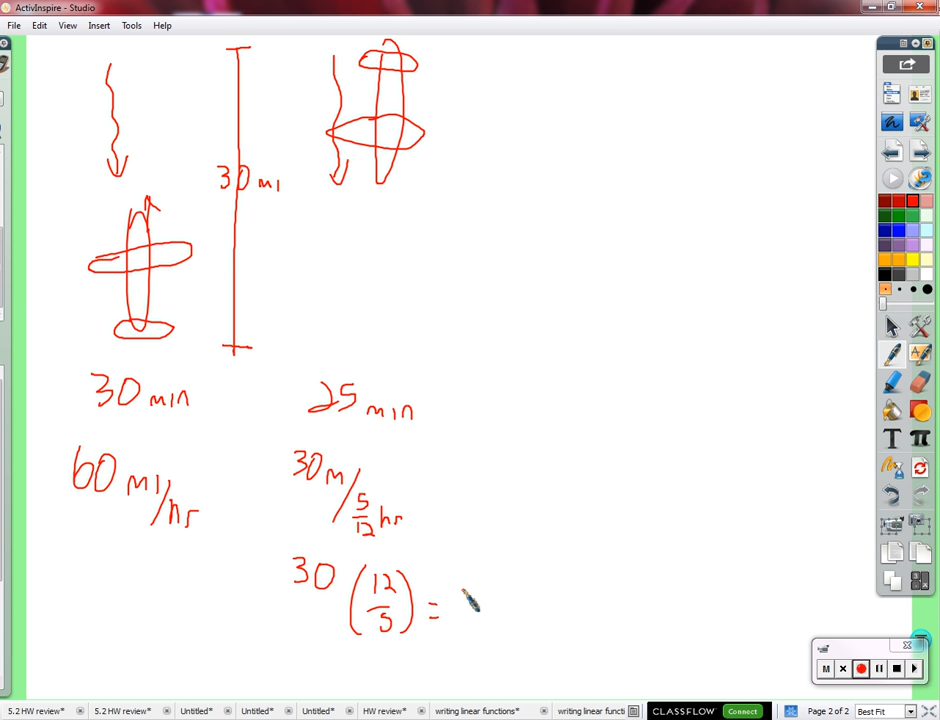 ActivInspire - Studio
File Edit View Insert Tools Help
30 mi
30 min
25 min
60 mi/hr
30 m / 5/12 hr
30 (12/5) =
M
5.2 HW review* 5.2 HW review* Untitled* Untitled* Untitled* HW review* writing linear functions* writing linear functi
CLASSFLOW Connect
Page 2 of 2 Best Fit